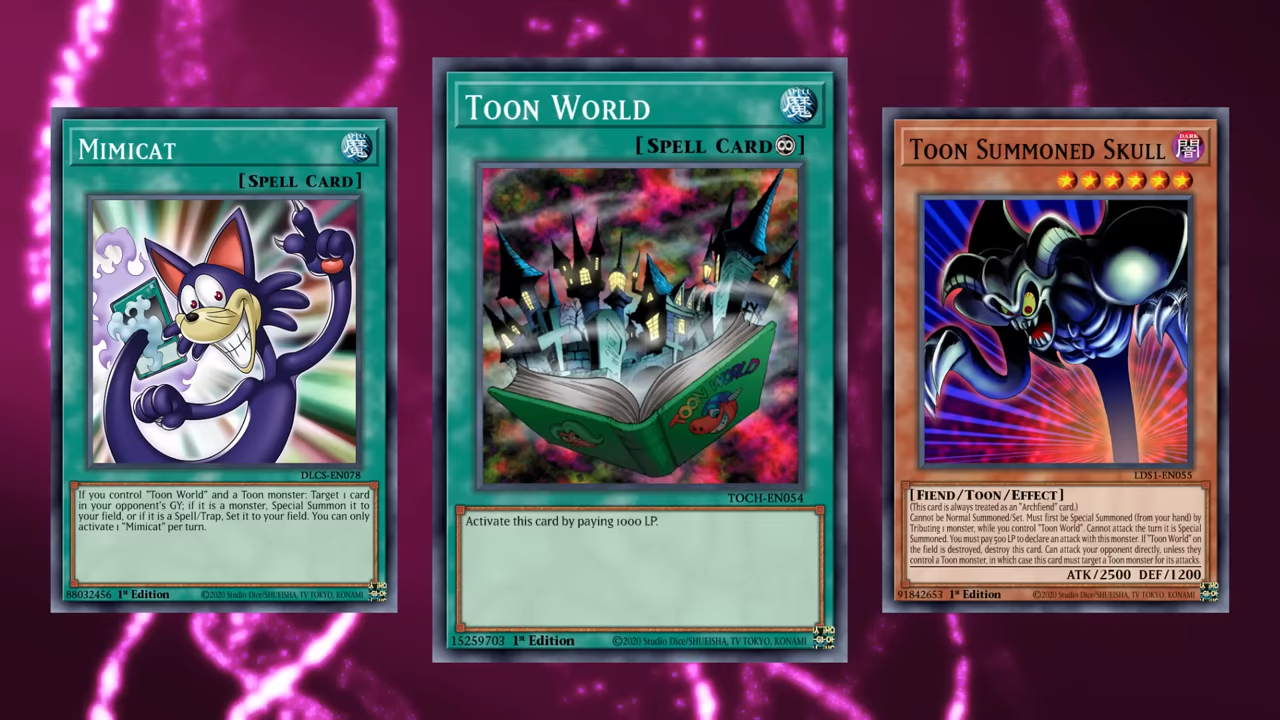 MIMICAT
魔
[SPELL CARD]
DLCS-EN078
If you control "Toon World" and a Toon monster: Target 1 card
in your opponent's GY; if it is a monster, Special Summon it to
your field, or if it is a Spell/Trap, Set it to your field. You can only
activate 1 "Mimicat" per turn.
88032456 1st Edition ©2020 Studio Dice/SHUEISHA, TV TOKYO, KONAMI
TOON WORLD
SPELL
魔
[SPELL CARD]
TOON WORLD
TOCH-EN054
Activate this card by paying 1000 LP.
15259703 1st Edition ©2020 Studio Dice/SHUEISHA, TV TOKYO, KONAMI
TOON SUMMONED SKULL
DARK
闇
LDS1-EN055
[FIEND/TOON/EFFECT]
(This card is always treated as an "Archfiend" card.)
Cannot be Normal Summoned/Set. Must first be Special Summoned (from your hand) by
Tributing 1 monster, while you control "Toon World". Cannot attack the turn it is Special
Summoned. You must pay 500 LP to declare an attack with this monster. If "Toon World" on
the field is destroyed, destroy this card. Can attack your opponent directly, unless they
control a Toon monster, in which case this card must target a Toon monster for its attacks.
ATK/2500 DEF/1200
91842653 1st Edition ©2020 Studio Dice/SHUEISHA, TV TOKYO, KONAMI